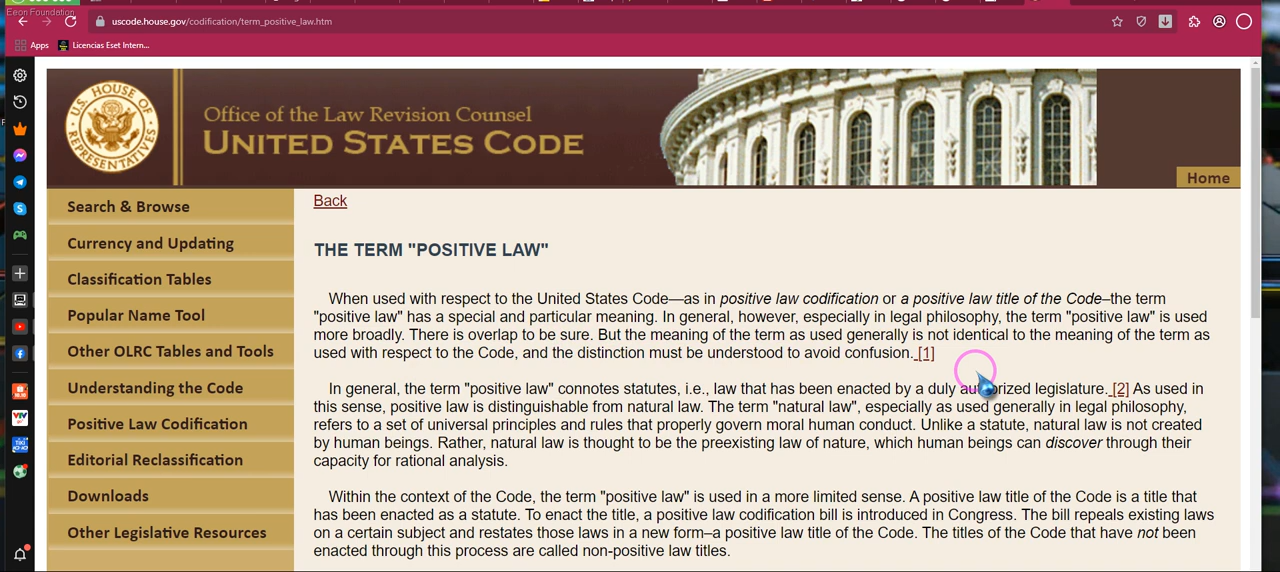 Eeon Foundation
uscode.house.gov/codification/term_positive_law.htm
Apps
Licencias Eset Intern...
U.S. HOUSE OF REPRESENTATIVES
Office of the Law Revision Counsel
UNITED STATES CODE
Home
Search & Browse
Currency and Updating
Classification Tables
Popular Name Tool
Other OLRC Tables and Tools
Understanding the Code
Positive Law Codification
Editorial Reclassification
Downloads
Other Legislative Resources
Back
THE TERM "POSITIVE LAW"
When used with respect to the United States Code—as in positive law codification or a positive law title of the Code–the term
"positive law" has a special and particular meaning. In general, however, especially in legal philosophy, the term "positive law" is used
more broadly. There is overlap to be sure. But the meaning of the term as used generally is not identical to the meaning of the term as
used with respect to the Code, and the distinction must be understood to avoid confusion. [1]
In general, the term "positive law" connotes statutes, i.e., law that has been enacted by a duly authorized legislature. [2] As used in
this sense, positive law is distinguishable from natural law. The term "natural law", especially as used generally in legal philosophy,
refers to a set of universal principles and rules that properly govern moral human conduct. Unlike a statute, natural law is not created
by human beings. Rather, natural law is thought to be the preexisting law of nature, which human beings can discover through their
capacity for rational analysis.
Within the context of the Code, the term "positive law" is used in a more limited sense. A positive law title of the Code is a title that
has been enacted as a statute. To enact the title, a positive law codification bill is introduced in Congress. The bill repeals existing laws
on a certain subject and restates those laws in a new form–a positive law title of the Code. The titles of the Code that have not been
enacted through this process are called non-positive law titles.